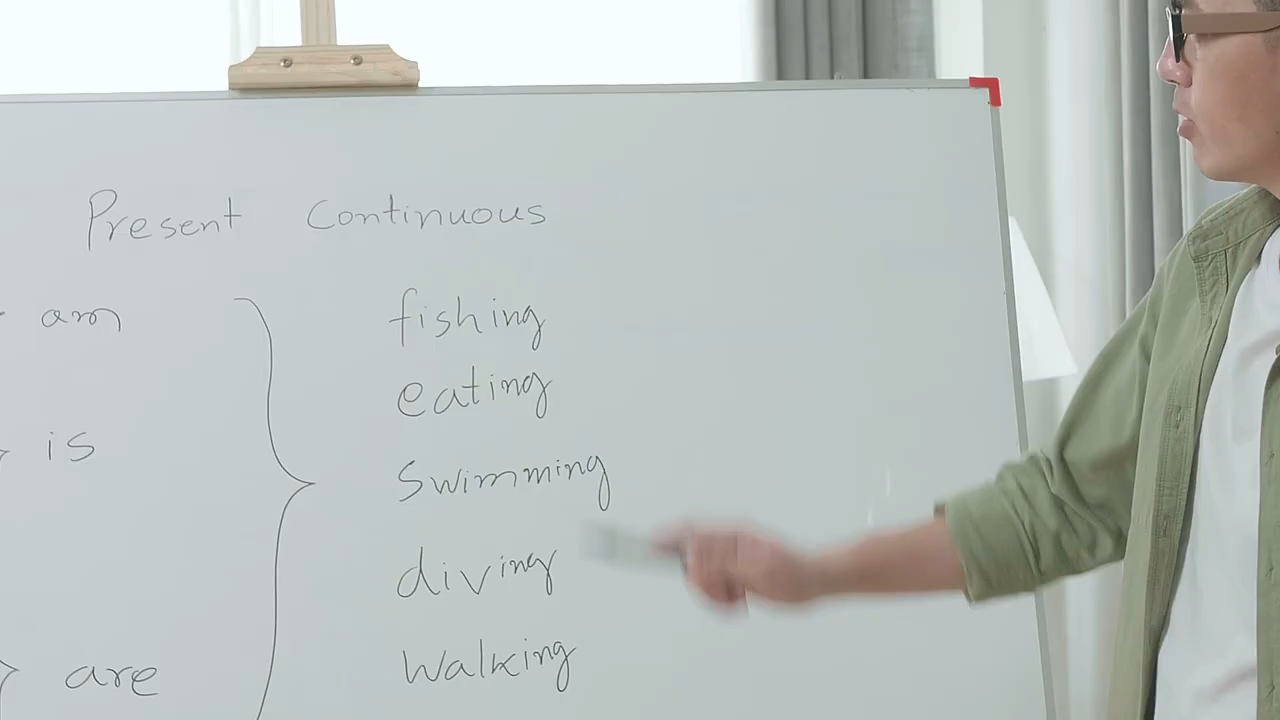 Present Continuous
am
fishing
eating
is
swimming
diving
are
walking